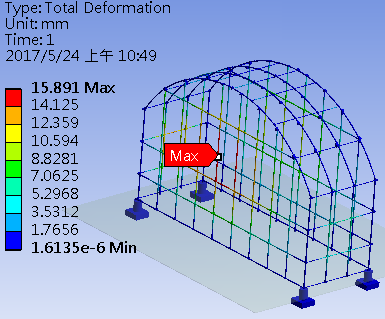 Type: Total Deformation
Unit: mm
Time: 1
2017/5/24 上午 10:49
15.891 Max
14.125
12.359
10.594
8.8281
7.0625
5.2968
3.5312
1.7656
1.6135e-6 Min
Max